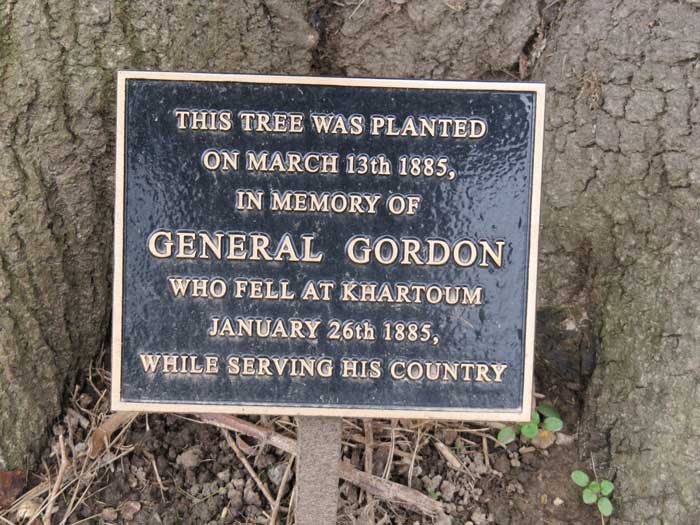 THIS TREE WAS PLANTED
ON MARCH 13th 1885,
IN MEMORY OF
GENERAL GORDON
WHO FELL AT KHARTOUM
JANUARY 26th 1885,
WHILE SERVING HIS COUNTRY